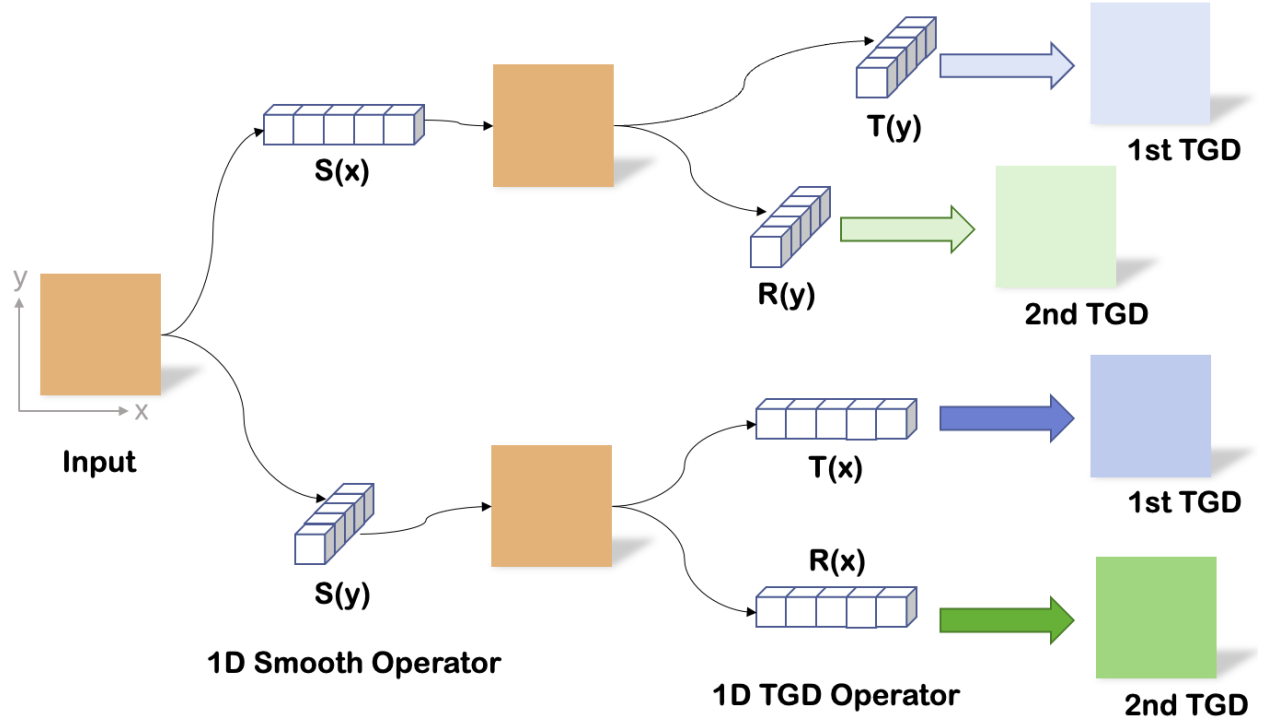 T(y)
1st TGD
S(x)
R(y)
2nd TGD
y
x
Input
T(x)
1st TGD
S(y)
R(x)
1D Smooth Operator
1D TGD Operator
2nd TGD